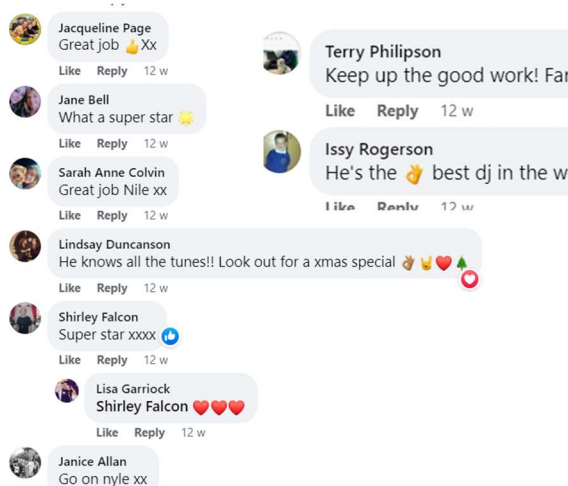 Jacqueline Page
Great job 👍Xx
Like Reply 12 w
Jane Bell
What a super star 🌟
Like Reply 12 w
Sarah Anne Colvin
Great job Nile xx
Like Reply 12 w
Lindsay Duncanson
He knows all the tunes!! Look out for a xmas special 👌🏽🤘❤️🎄
Like Reply 12 w
Shirley Falcon
Super star xxxx
Like Reply 12 w
Lisa Garriock
Shirley Falcon ❤️❤️❤️
Like Reply 12 w
Janice Allan
Go on nyle xx
Terry Philipson
Keep up the good work!
Like Reply 12 w
Issy Rogerson
He's the 👌 best dj in the
Like Reply 12 w